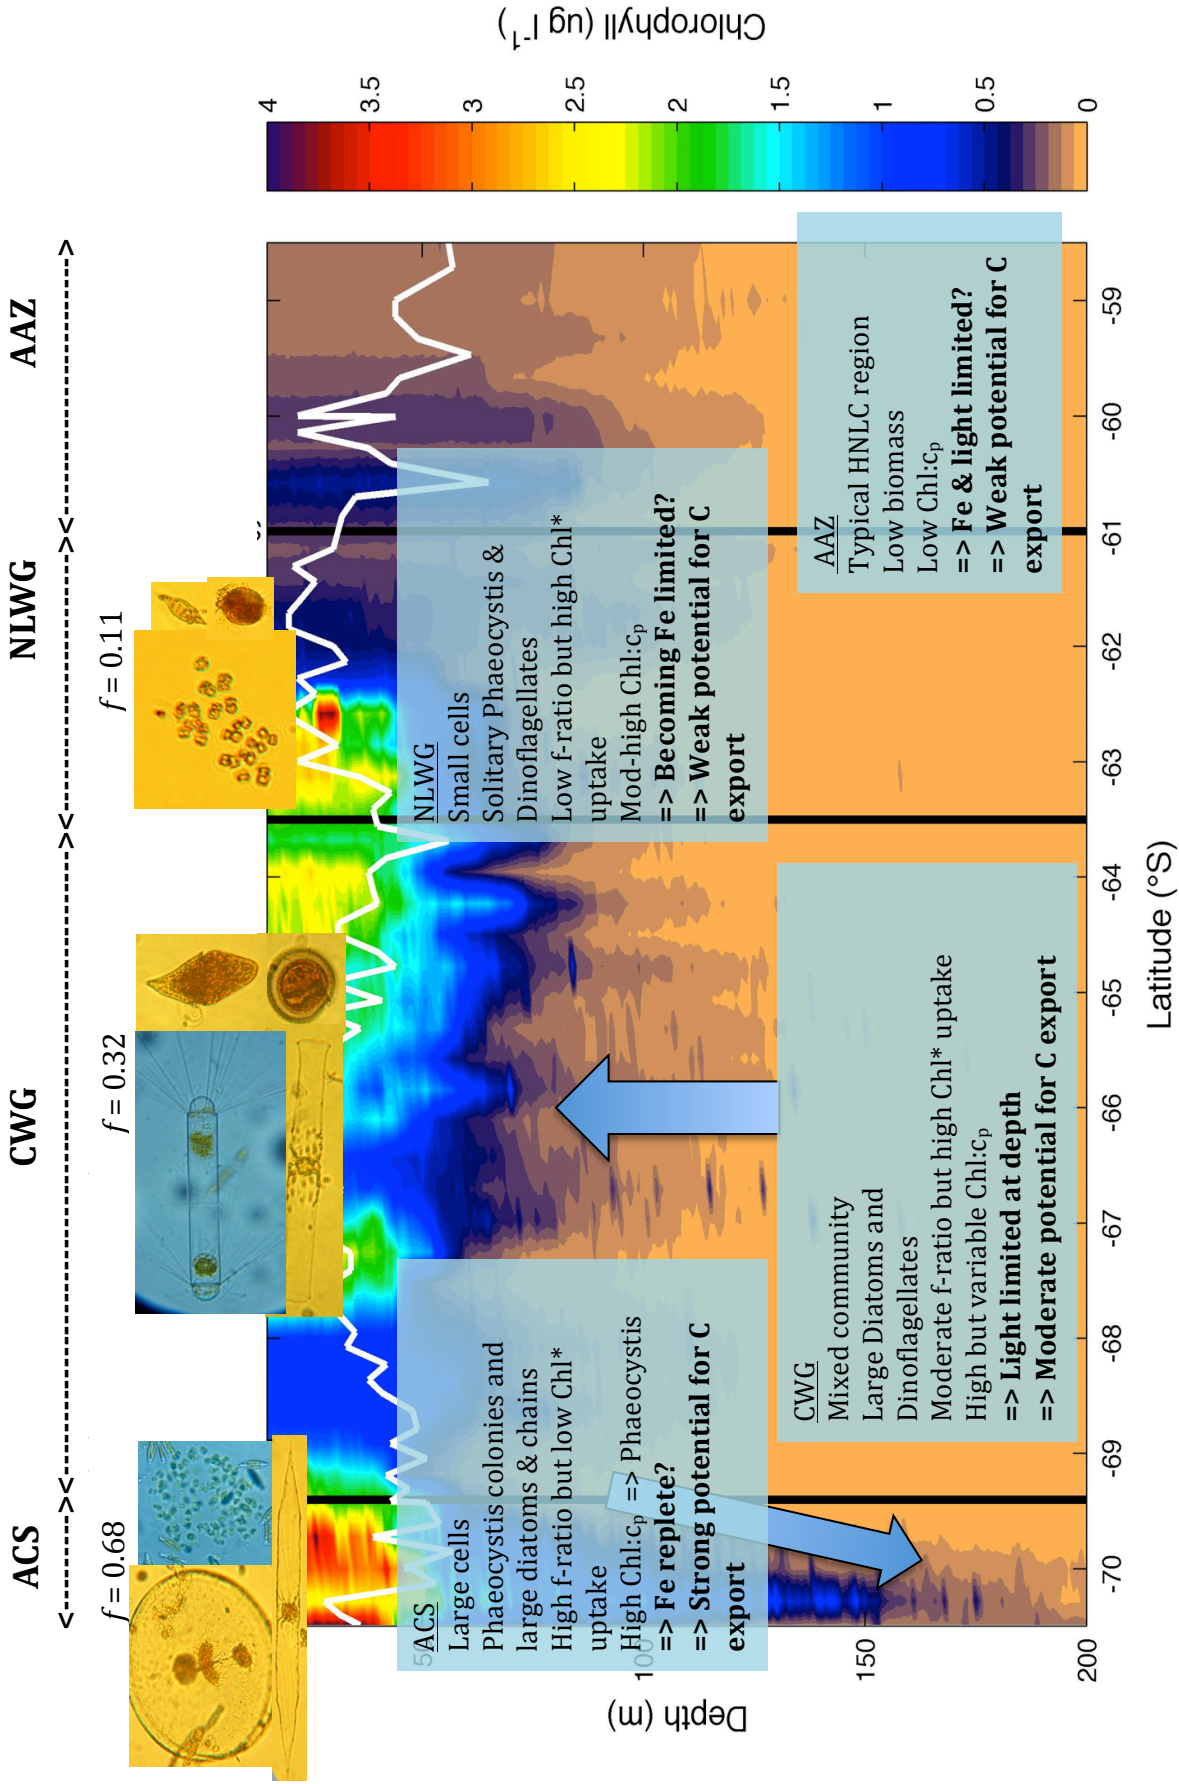 ACS
CWG
NLWG
AAZ
<---------><------------------------------------><----------------><---------------->
f = 0.68
f = 0.32
f = 0.11
ACS
Large cells
Phaeocystis colonies and
large diatoms & chains
High f-ratio but low Chl*
uptake
High Chl:cp => Phaeocystis
=> Fe replete?
=> Strong potential for C
export
NLWG
Small cells
Solitary Phaeocystis &
Dinoflagellates
Low f-ratio but high Chl*
uptake
Mod-high Chl:cp
=> Becoming Fe limited?
=> Weak potential for C
export
CWG
Mixed community
Large Diatoms and
Dinoflagellates
Moderate f-ratio but high Chl* uptake
High but variable Chl:cp
=> Light limited at depth
=> Moderate potential for C export
AAZ
Typical HNLC region
Low biomass
Low Chl:cp
=> Fe & light limited?
=> Weak potential for C
export
Depth (m)
50
100
150
200
-70
-69
-68
-67
-66
-65
-64
-63
-62
-61
-60
-59
Latitude (°S)
4
3.5
3
2.5
2
1.5
1
0.5
0
Chlorophyll (ug l⁻¹)